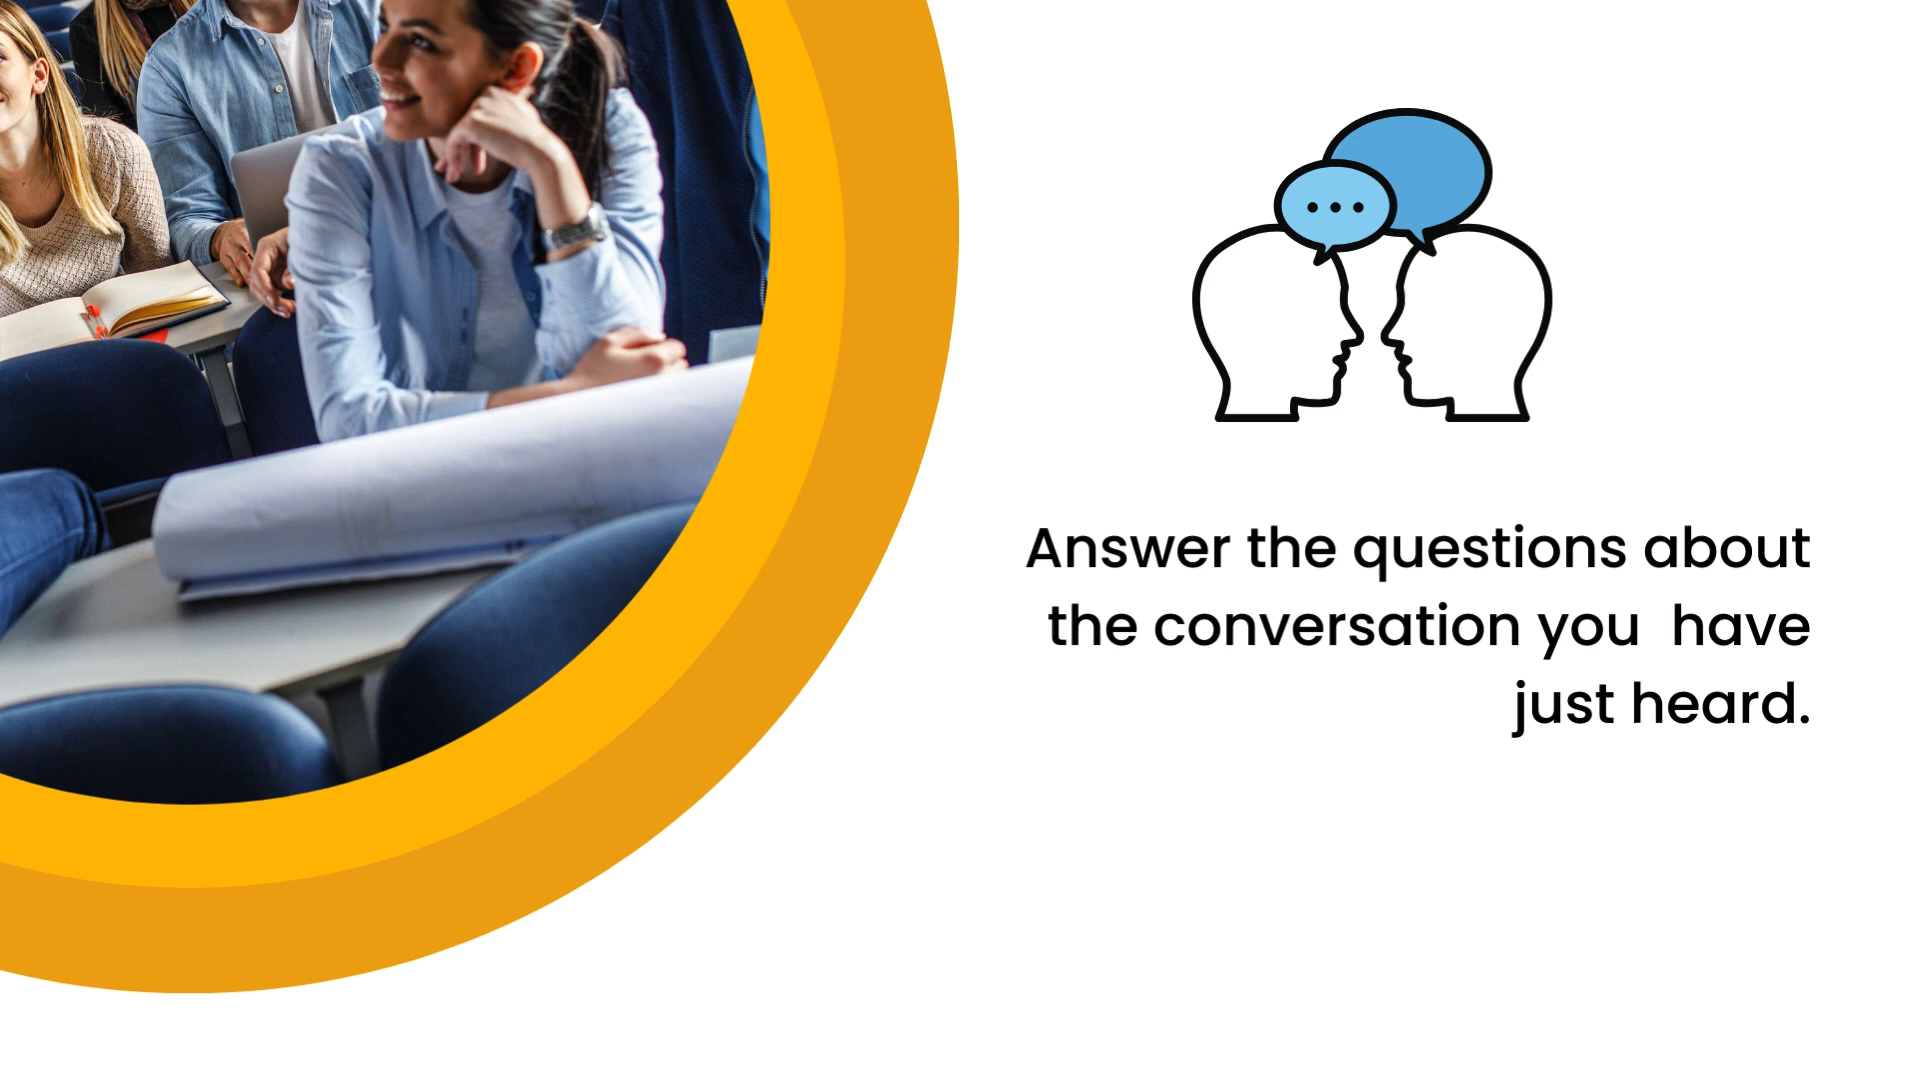 Answer the questions about
the conversation you  have
just heard.